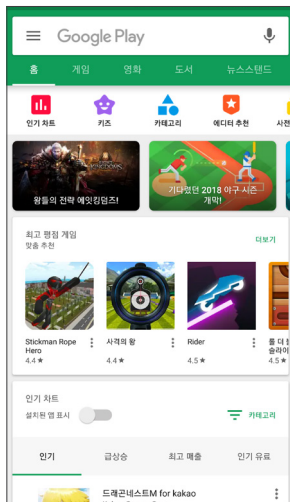 Google Play
홈 게임 영화 도서 뉴스스탠드
인기 차트 키즈 카테고리 에디터 추천 사전
왕들의 전략 에잇킹덤즈!
기다렸던 2018 야구 시즌
개막!
최고 평점 게임
맞춤 추천
더보기
Stickman Rope
Hero
4.4★
사격의 왕
4.4★
Rider
4.5★
롤 더
슬라이
4.5★
인기 차트
설치된 앱 표시
카테고리
인기 급상승 최고 매출 인기 유료
드래곤네스트M for kakao